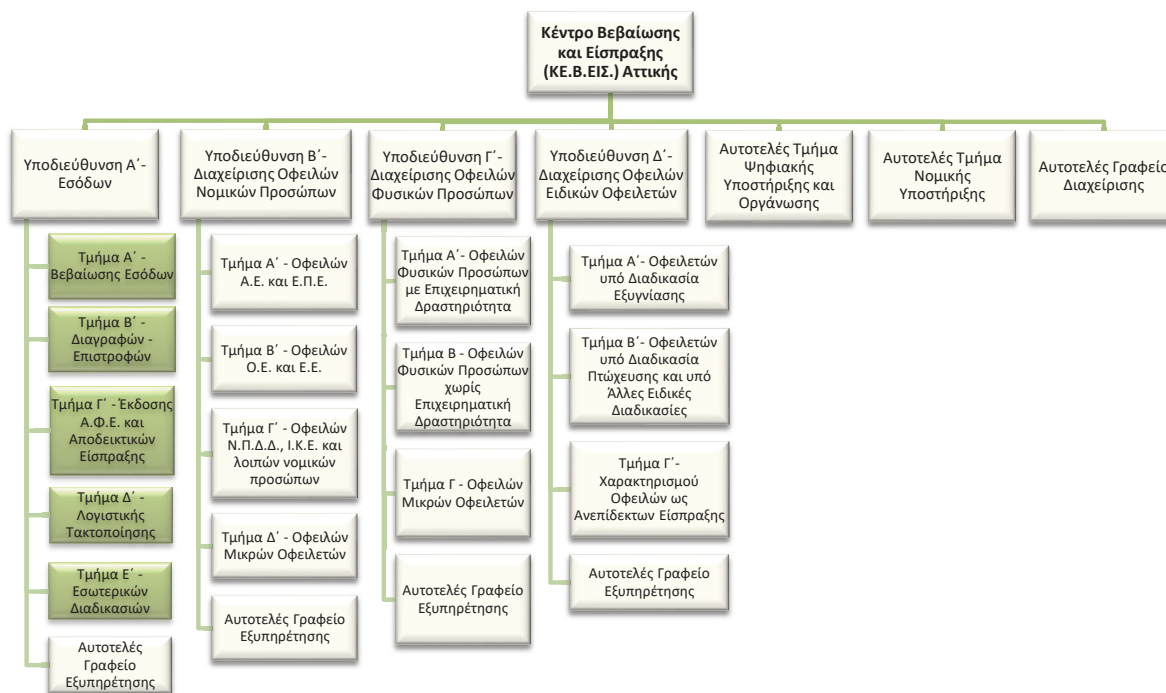 Κέντρο Βεβαίωσης
και Είσπραξης
(ΚΕ.Β.ΕΙΣ.) Αττικής
Υποδιεύθυνση Α΄-
Εσόδων
Τμήμα Α΄ -
Βεβαίωσης Εσόδων
Τμήμα Β΄ -
Διαγραφών -
Επιστροφών
Τμήμα Γ΄ - Έκδοσης
Α.Φ.Ε. και
Αποδεικτικών
Είσπραξης
Τμήμα Δ΄ -
Λογιστικής
Τακτοποίησης
Τμήμα Ε΄ -
Εσωτερικών
Διαδικασιών
Αυτοτελές
Γραφείο
Εξυπηρέτησης
Υποδιεύθυνση Β΄-
Διαχείρισης Οφειλών
Νομικών Προσώπων
Τμήμα Α΄ - Οφειλών
Α.Ε. και Ε.Π.Ε.
Τμήμα Β΄ - Οφειλών
Ο.Ε. και Ε.Ε.
Τμήμα Γ΄ - Οφειλών
Ν.Π.Δ.Δ., Ι.Κ.Ε. και
λοιπών νομικών
προσώπων
Τμήμα Δ΄ - Οφειλών
Μικρών Οφειλετών
Αυτοτελές Γραφείο
Εξυπηρέτησης
Υποδιεύθυνση Γ΄-
Διαχείρισης Οφειλών
Φυσικών Προσώπων
Τμήμα Α΄- Οφειλών
Φυσικών Προσώπων
με Επιχειρηματική
Δραστηριότητα
Τμήμα Β - Οφειλών
Φυσικών Προσώπων
χωρίς
Επιχειρηματική
Δραστηριότητα
Τμήμα Γ - Οφειλών
Μικρών Οφειλετών
Αυτοτελές Γραφείο
Εξυπηρέτησης
Υποδιεύθυνση Δ΄-
Διαχείρισης Οφειλών
Ειδικών Οφειλετών
Τμήμα Α΄- Οφειλετών
υπό Διαδικασία
Εξυγνίασης
Τμήμα Β΄- Οφειλετών
υπό Διαδικασία
Πτώχευσης και υπό
Άλλες Ειδικές
Διαδικασίες
Τμήμα Γ΄-
Χαρακτηρισμού
Οφειλών ως
Ανεπίδεκτων Είσπραξης
Αυτοτελές Γραφείο
Εξυπηρέτησης
Αυτοτελές Τμήμα
Ψηφιακής
Υποστήριξης και
Οργάνωσης
Αυτοτελές Τμήμα
Νομικής
Υποστήριξης
Αυτοτελές Γραφείο
Διαχείρισης